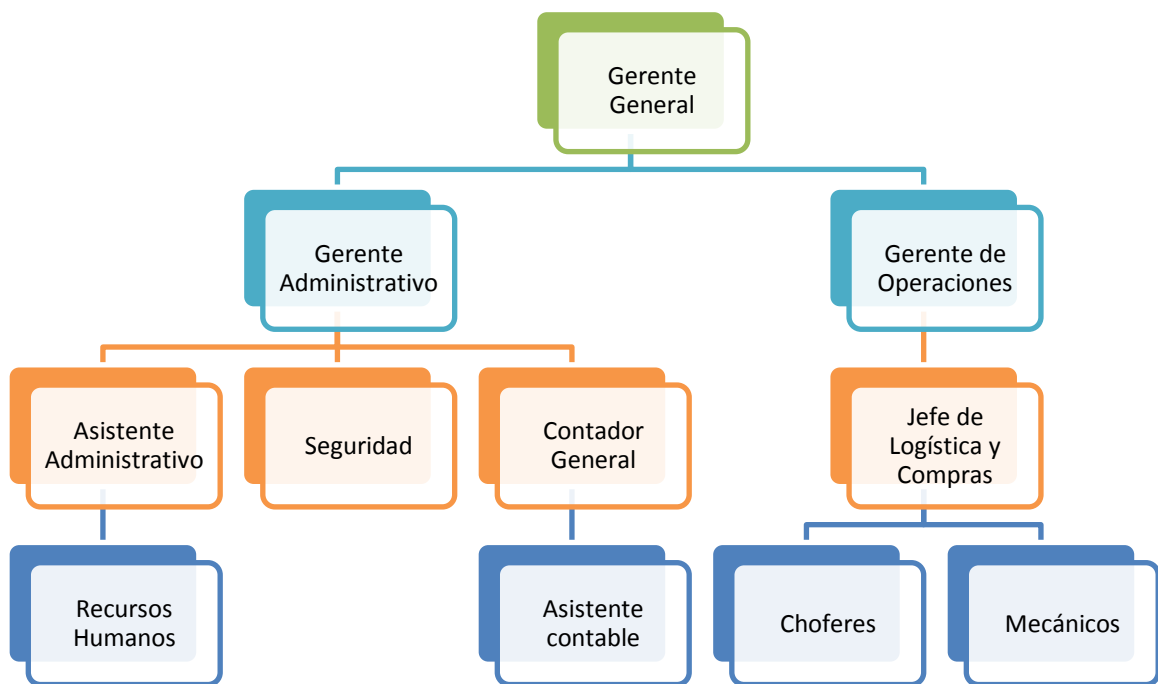 Gerente
General
Gerente
Administrativo
Gerente de
Operaciones
Asistente
Administrativo
Seguridad
Contador
General
Jefe de
Logística y
Compras
Recursos
Humanos
Asistente
contable
Choferes
Mecánicos